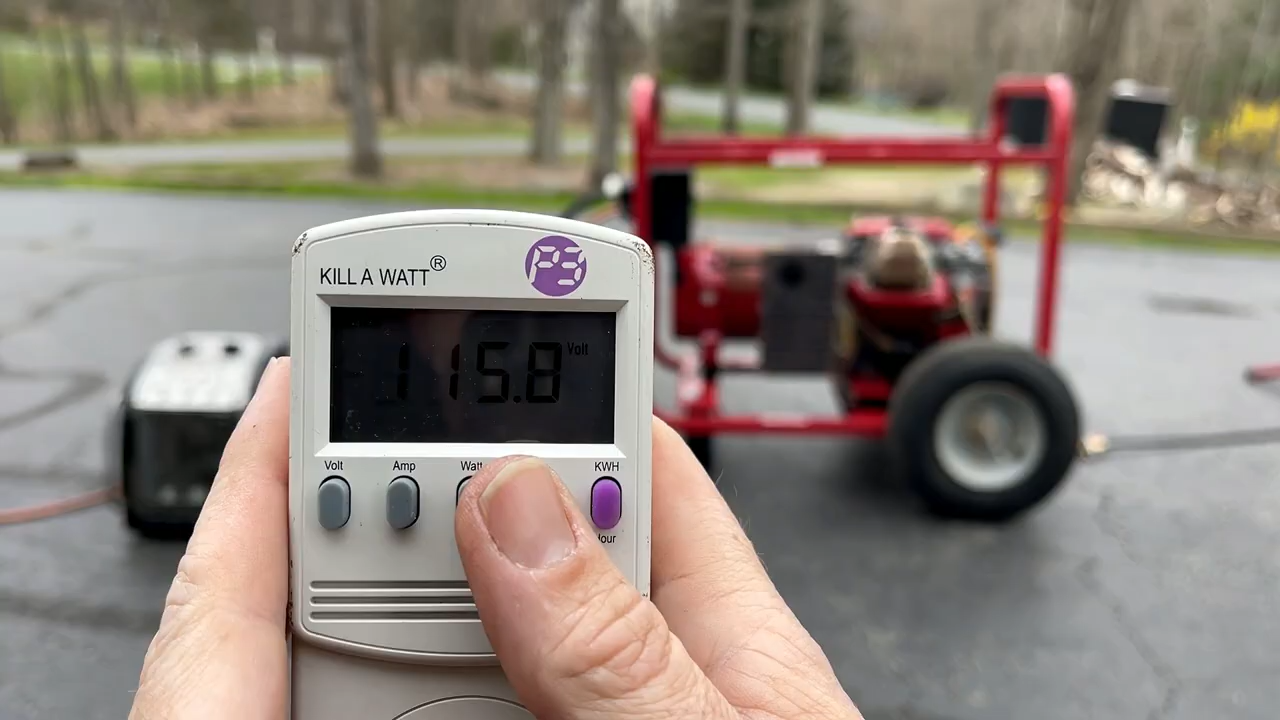 KILL A WATT®
P3
115.8 Volt
Volt Amp Watt KWH
Hour